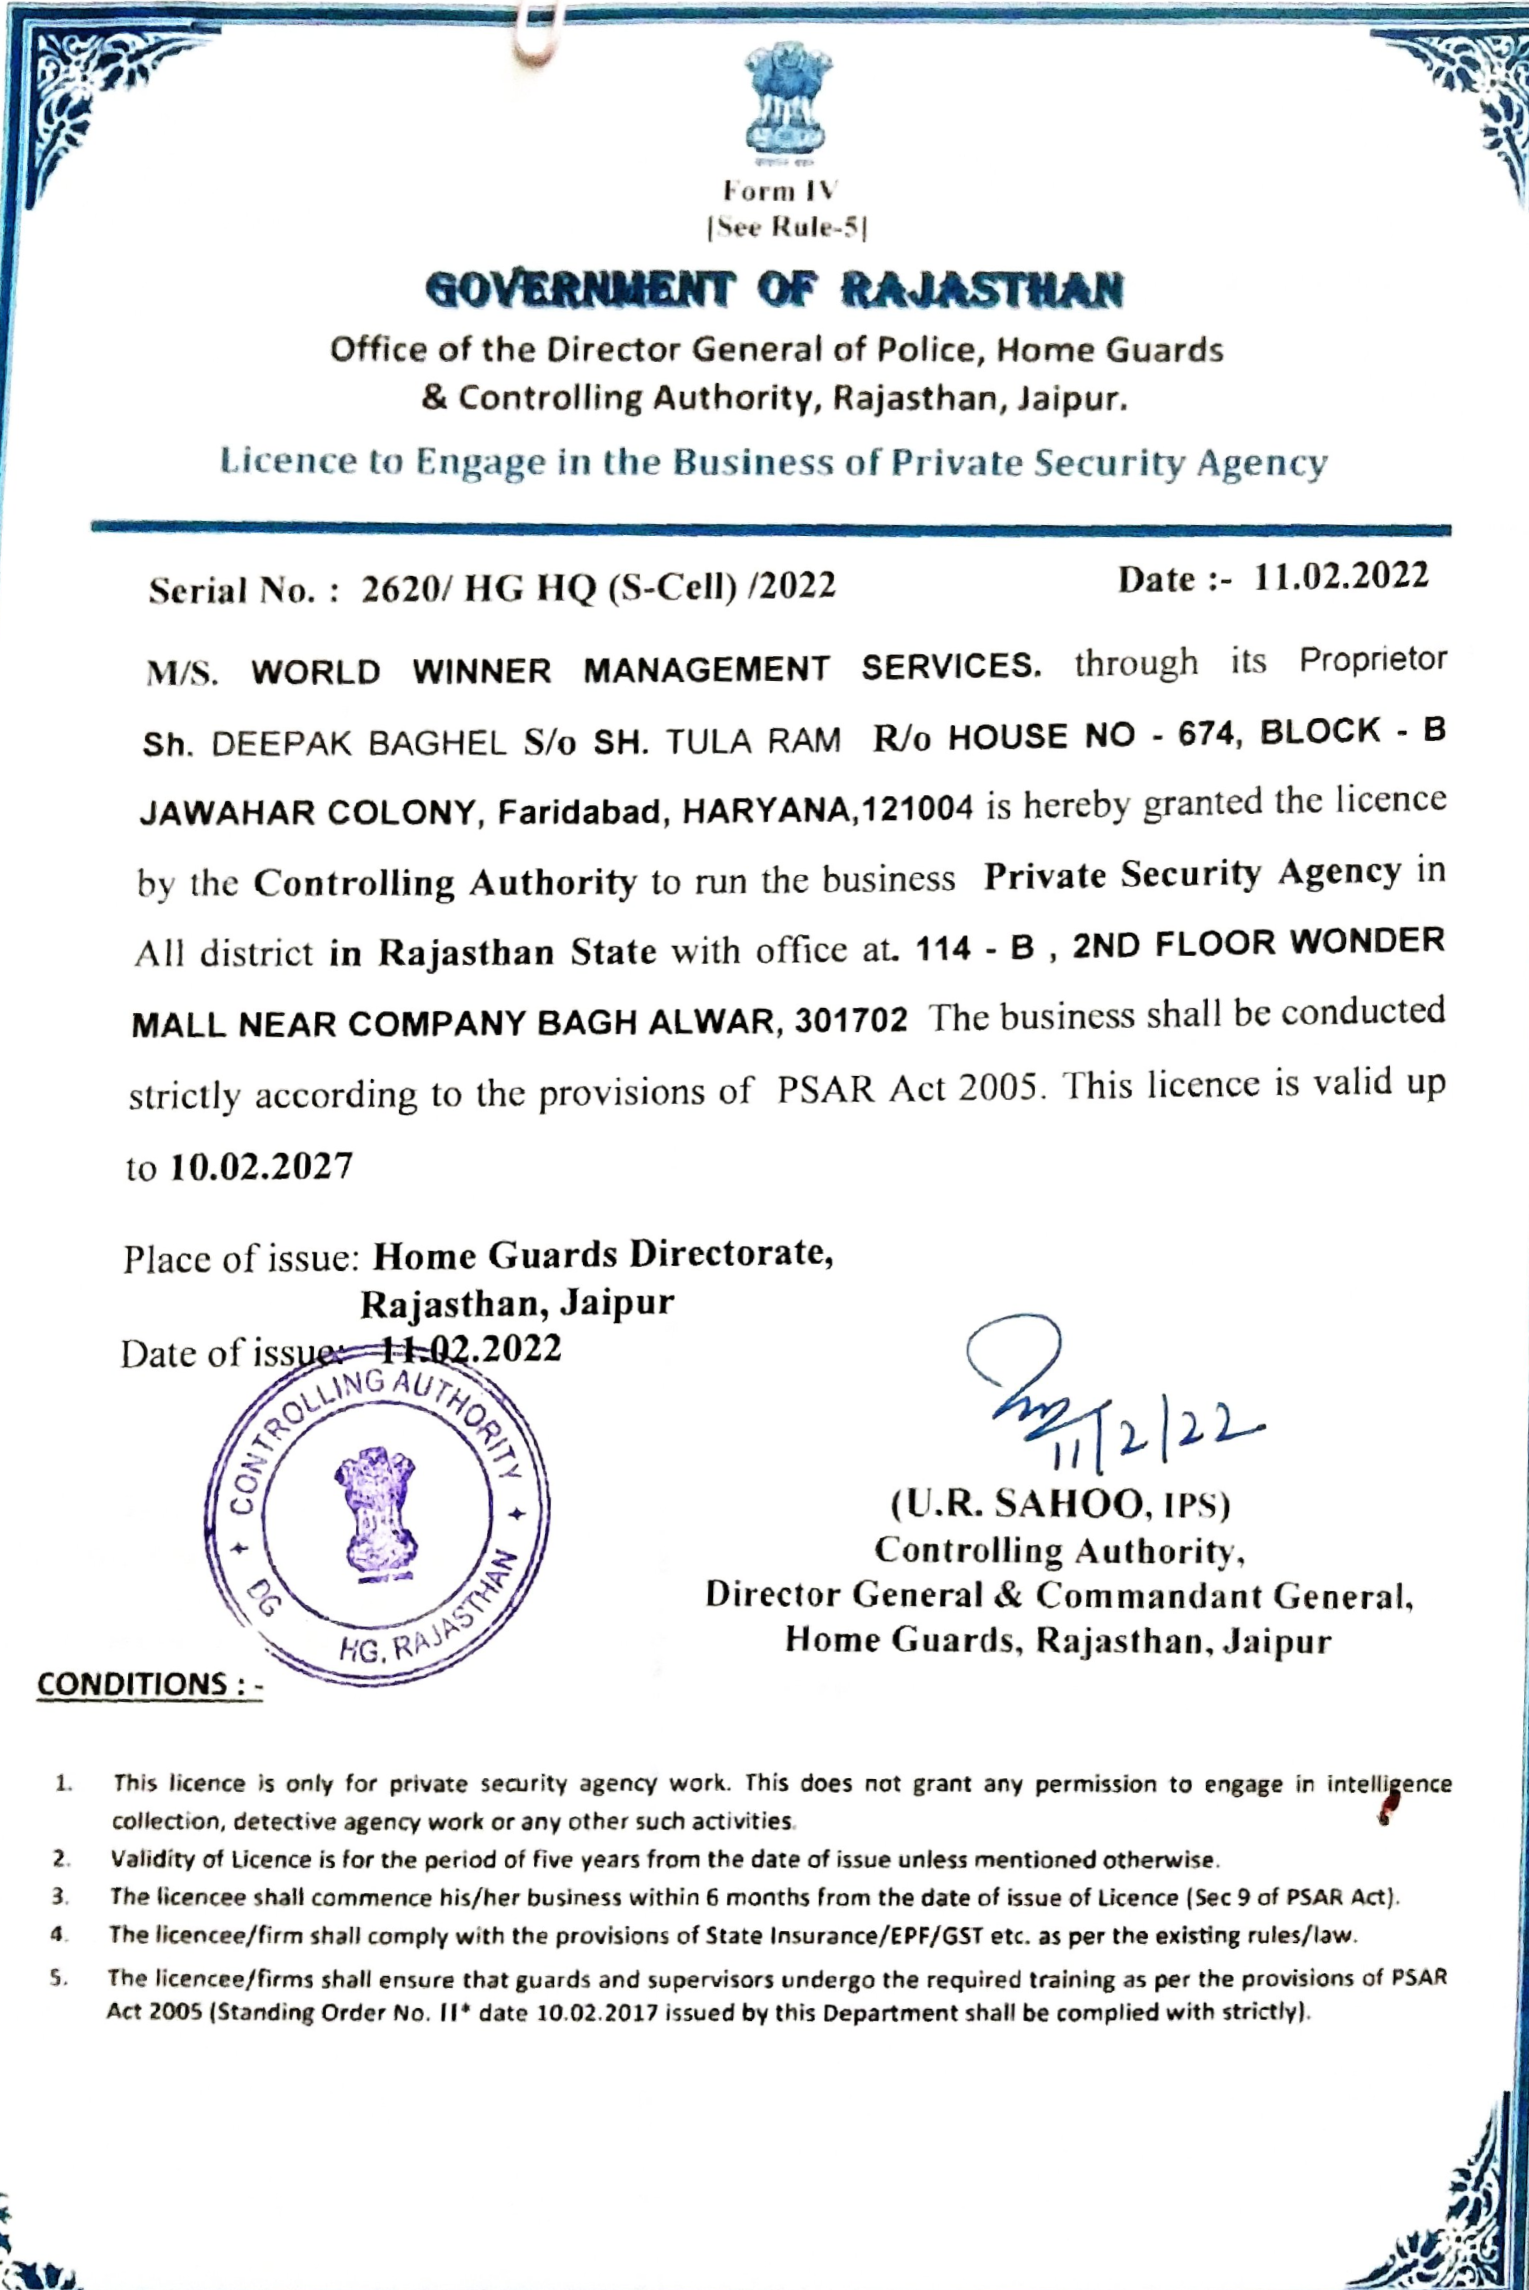 Form IV
[See Rule-5]
GOVERNMENT OF RAJASTHAN
Office of the Director General of Police, Home Guards
& Controlling Authority, Rajasthan, Jaipur.
Licence to Engage in the Business of Private Security Agency
Serial No. : 2620/ HG HQ (S-Cell) /2022 Date :- 11.02.2022
M/S. WORLD WINNER MANAGEMENT SERVICES. through its Proprietor
Sh. DEEPAK BAGHEL S/o SH. TULA RAM R/o HOUSE NO - 674, BLOCK - B
JAWAHAR COLONY, Faridabad, HARYANA,121004 is hereby granted the licence
by the Controlling Authority to run the business Private Security Agency in
All district in Rajasthan State with office at. 114 - B , 2ND FLOOR WONDER
MALL NEAR COMPANY BAGH ALWAR, 301702 The business shall be conducted
strictly according to the provisions of PSAR Act 2005. This licence is valid up
to 10.02.2027
Place of issue: Home Guards Directorate,
Rajasthan, Jaipur
Date of issue: 11.02.2022
CONTROLLING AUTHORITY
DG HG, RAJASTHAN
11/2/22
(U.R. SAHOO, IPS)
Controlling Authority,
Director General & Commandant General,
Home Guards, Rajasthan, Jaipur
CONDITIONS : -
1. This licence is only for private security agency work. This does not grant any permission to engage in intelligence
collection, detective agency work or any other such activities.
2. Validity of Licence is for the period of five years from the date of issue unless mentioned otherwise.
3. The licencee shall commence his/her business within 6 months from the date of issue of Licence (Sec 9 of PSAR Act).
4. The licencee/firm shall comply with the provisions of State Insurance/EPF/GST etc. as per the existing rules/law.
5. The licencee/firms shall ensure that guards and supervisors undergo the required training as per the provisions of PSAR
Act 2005 (Standing Order No. II* date 10.02.2017 issued by this Department shall be complied with strictly).